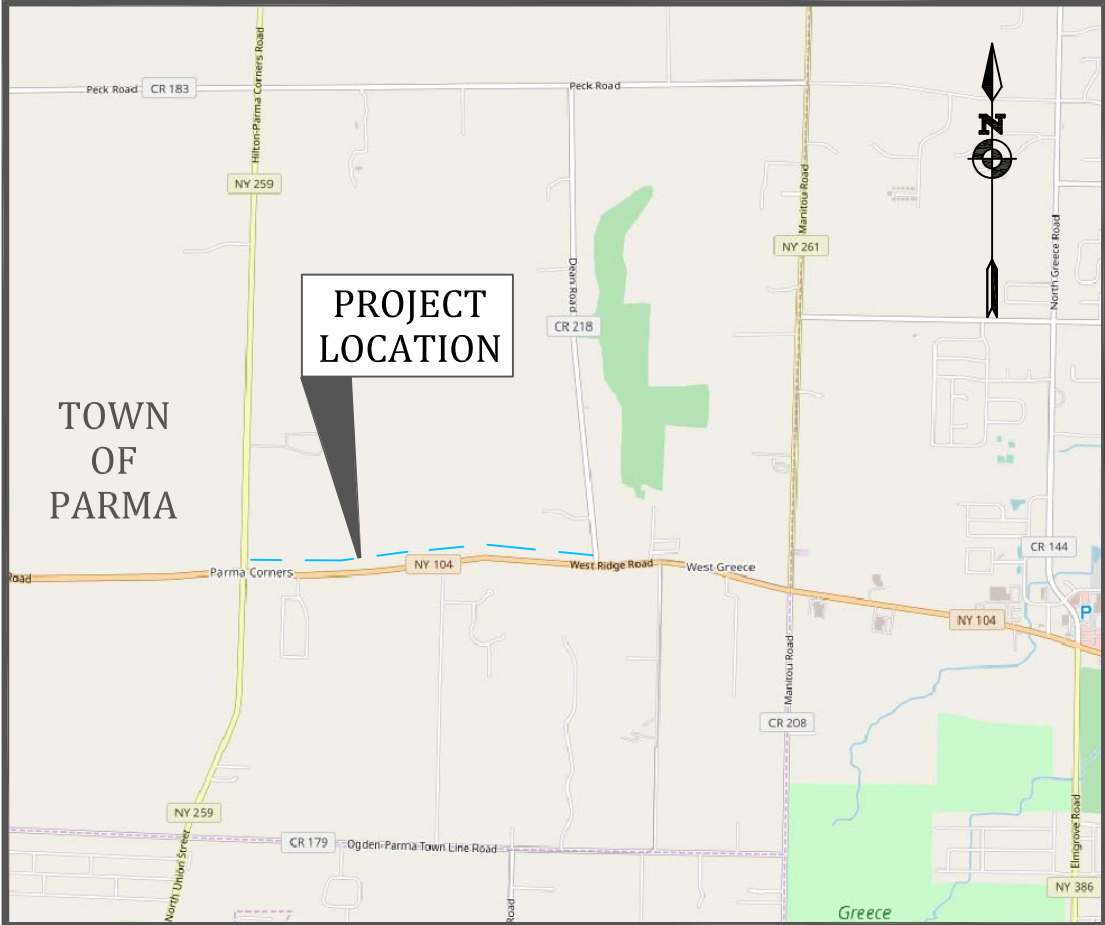 Peck Road
CR 183
Peck Road
Hilton-Parma Corners Road
NY 259
N
Manitou Road
NY 261
North Greece Road
Dean Road
CR 218
PROJECT
LOCATION
TOWN
OF
PARMA
Road
Parma Corners
NY 104
West Ridge Road
West Greece
CR 144
P
NY 104
Manitou Road
CR 208
NY 259
North Union Street
CR 179
Ogden-Parma Town Line Road
Road
Elmgrove Road
NY 386
Greece